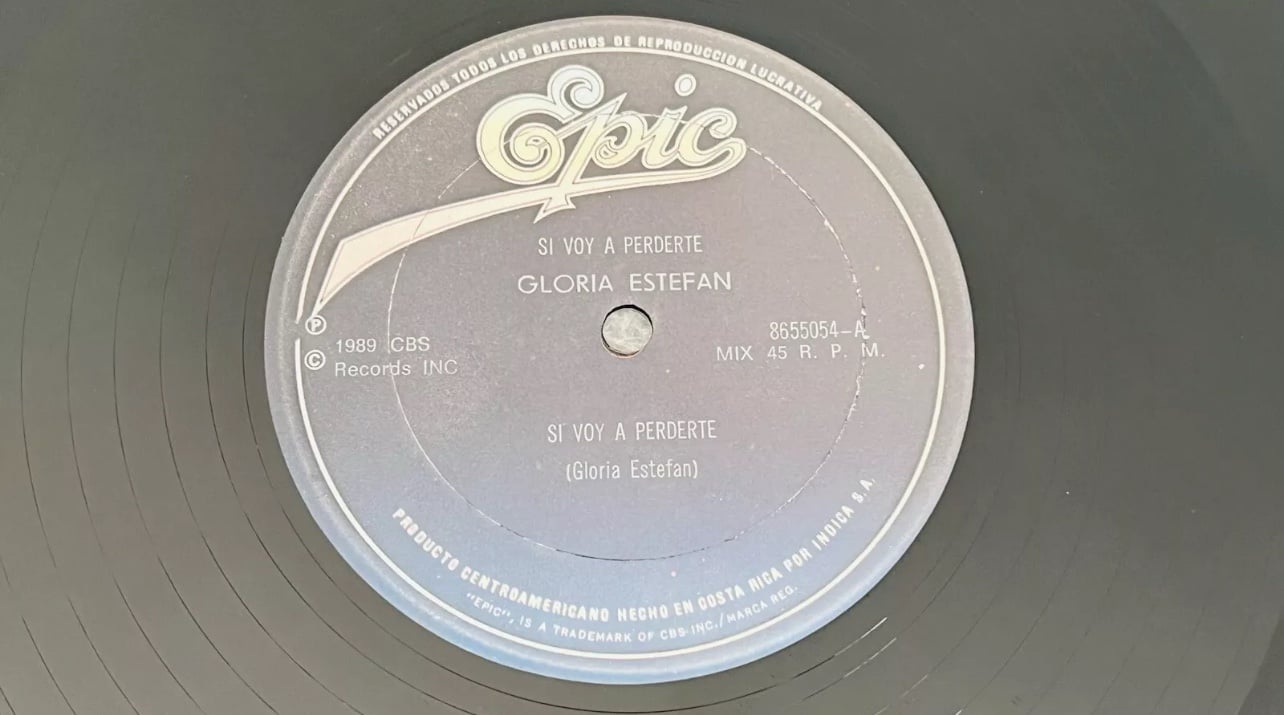 RESERVADOS TODOS LOS DERECHOS DE REPRODUCCION LUCRATIVA
Epic
SI VOY A PERDERTE
GLORIA ESTEFAN
℗
© 1989 CBS
Records INC
8655054-A
MIX 45 R. P. M.
SI VOY A PERDERTE
(Gloria Estefan)
PRODUCTO CENTROAMERICANO HECHO EN COSTA RICA POR INDICA S.A.
"EPIC", IS A TRADEMARK OF CBS INC./MARCA REG.